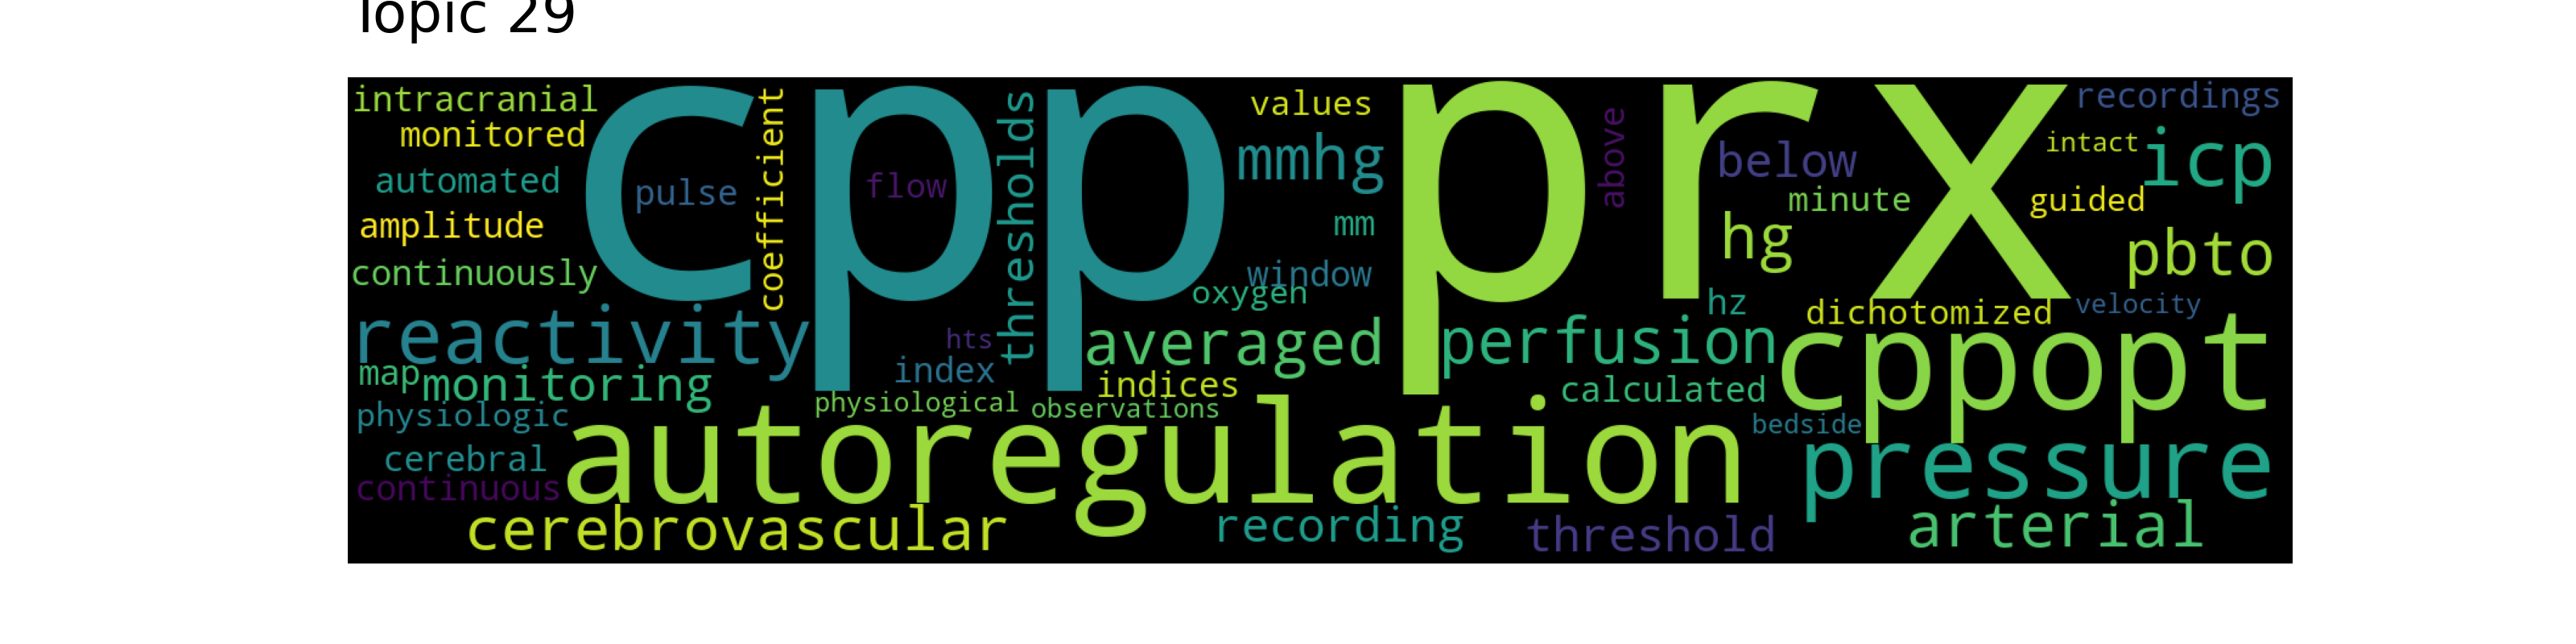 Topic 29
intracranial
monitored
automated
amplitude
continuously
cpp
pulse
coefficient
flow
thresholds
values
mmhg
mm
window
oxygen
prx
above
below
minute
hg
hz
recordings
intact
icp
guided
pbto
dichotomized
velocity
reactivity
map
monitoring
physiologic
cerebral
continuous
hts
index
averaged
indices
physiological
observations
perfusion
calculated
cppopt
bedside
autoregulation
pressure
cerebrovascular
recording
threshold
arterial